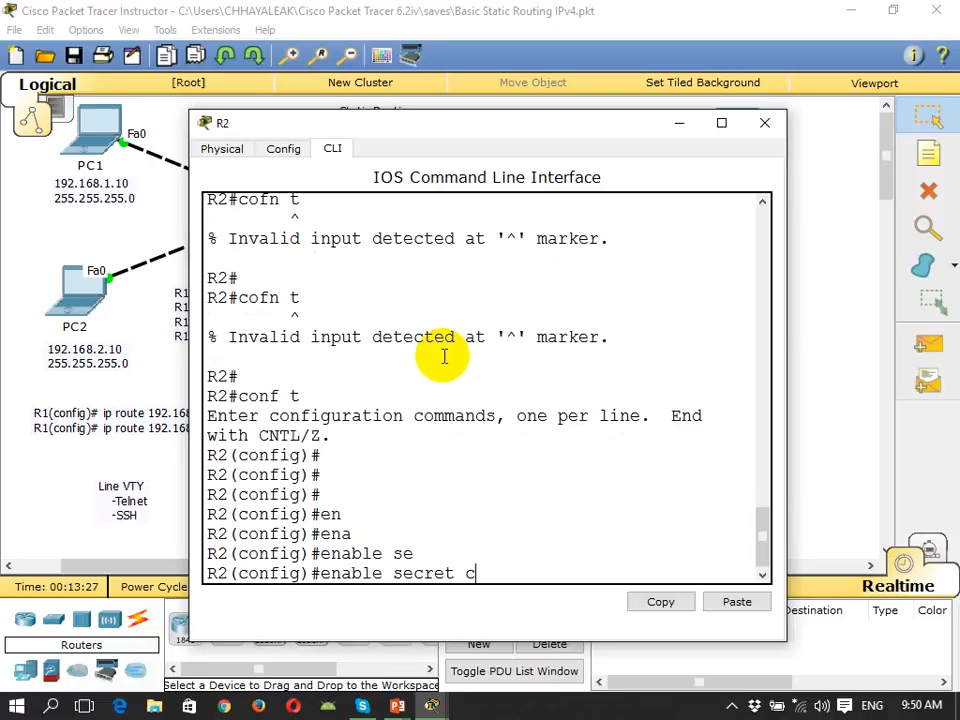 Cisco Packet Tracer Instructor - C:\Users\CHHAYALEAK\Cisco Packet Tracer 6.2iv\saves\Basic Static Routing IPv4.pkt
File Edit Options View Tools Extensions Help
Logical [Root] New Cluster Move Object Set Tiled Background Viewport
Fa0
PC1
192.168.1.10
255.255.255.0
Fa0
PC2
192.168.2.10
255.255.255.0
R1
R1
R1
R1
R1(config)# ip route 192.168
R1(config)# ip route 192.168
Line VTY
-Telnet
-SSH
R2
Physical Config CLI
IOS Command Line Interface
R2#cofn t
^
% Invalid input detected at '^' marker.
R2#
R2#cofn t
^
% Invalid input detected at '^' marker.
R2#
R2#conf t
Enter configuration commands, one per line. End
with CNTL/Z.
R2(config)#
R2(config)#
R2(config)#
R2(config)#en
R2(config)#ena
R2(config)#enable se
R2(config)#enable secret c
Copy Paste
Time: 00:13:27 Power Cycle
Realtime
Routers
New Delete
Toggle PDU List Window
Destination Type Color
Select a Device to Drag and Drop to the Workspace
ENG 9:50 AM